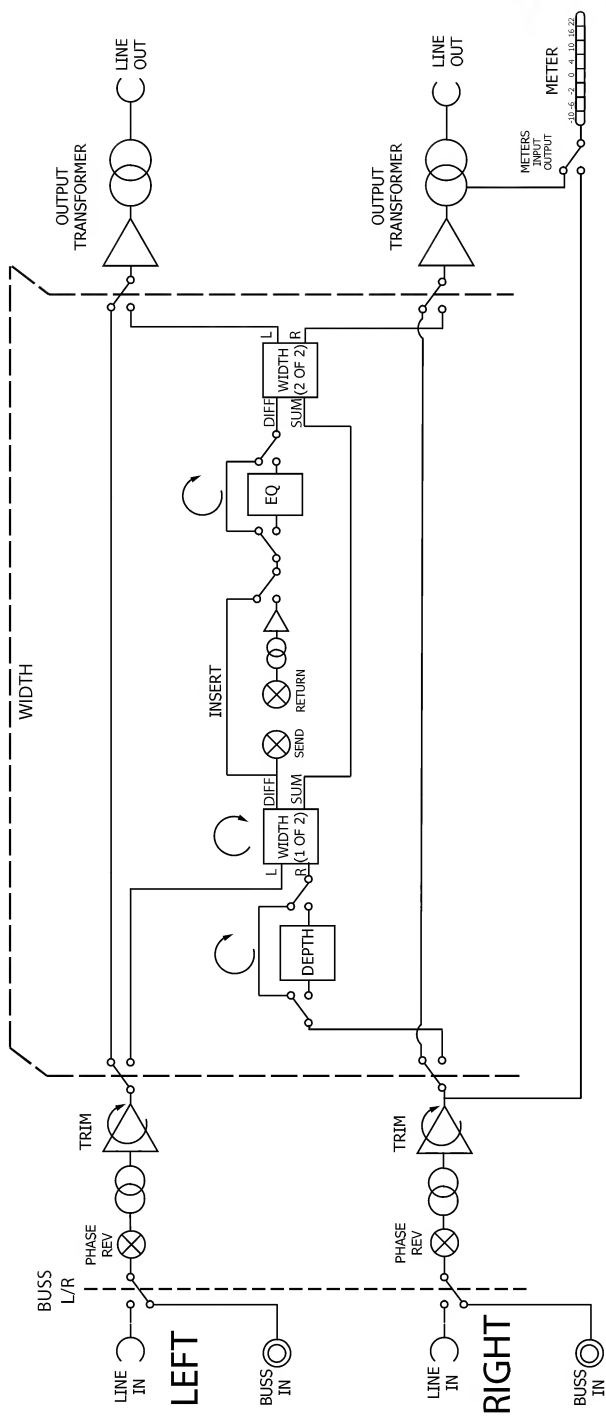 WIDTH
BUSS
L/R
LINE
IN
PHASE
REV
TRIM
OUTPUT
TRANSFORMER
LINE
OUT
LEFT
BUSS
IN
DEPTH
L
R
WIDTH
(1 OF 2)
DIFF
SUM
INSERT
SEND
RETURN
EQ
DIFF
SUM
WIDTH
(2 OF 2)
L
R
LINE
IN
PHASE
REV
TRIM
OUTPUT
TRANSFORMER
LINE
OUT
RIGHT
BUSS
IN
METERS
INPUT
OUTPUT
METER
-10 -6 -2 0 4 10 16 22